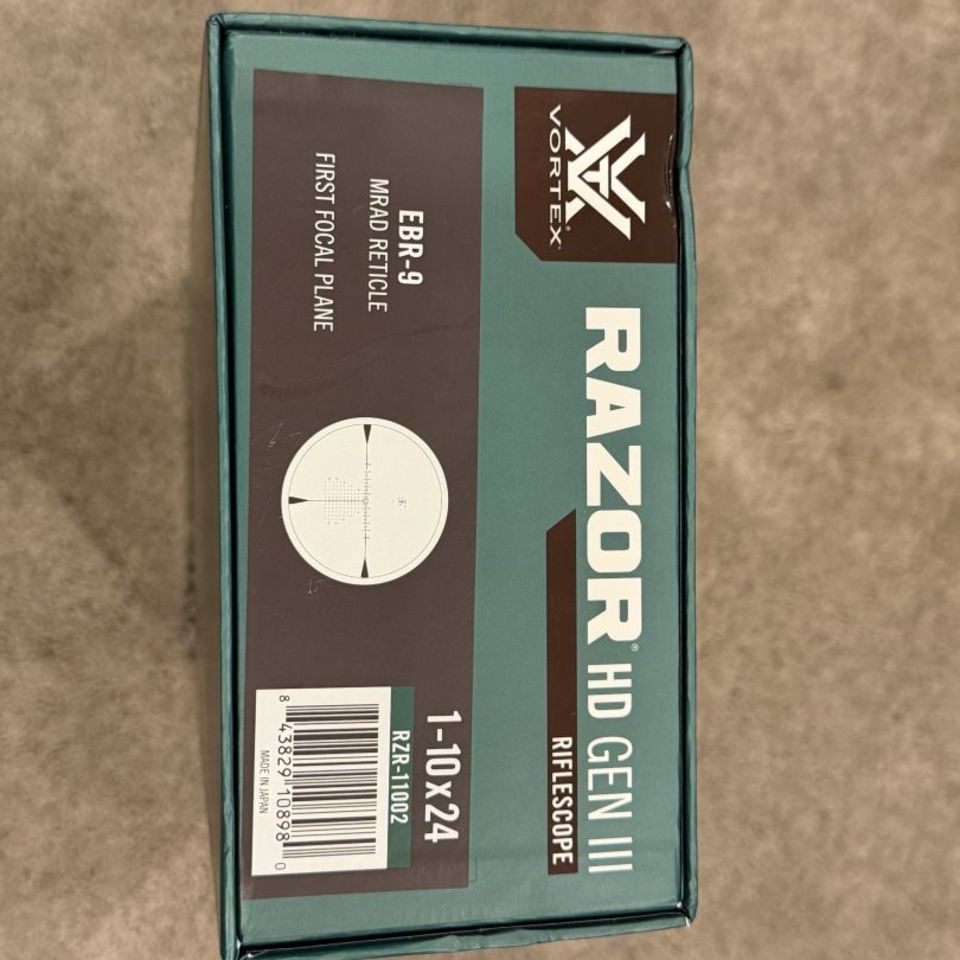 VORTEX®
RAZOR® HD GEN III
RIFLESCOPE
EBR-9
MRAD RETICLE
FIRST FOCAL PLANE
1-10x24
RZR-11002
8 43829 10898 0
MADE IN JAPAN